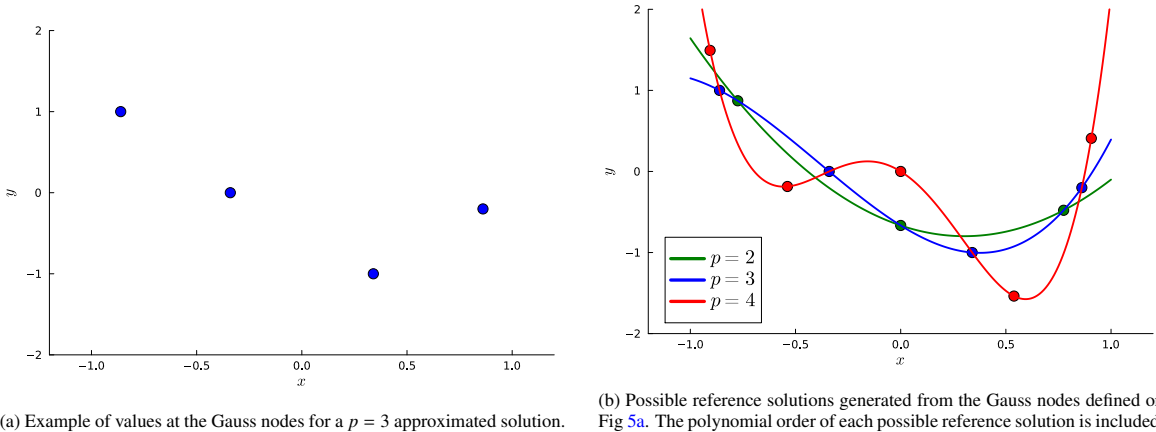 2
1
0
−1
−2
y
−1.0 −0.5 0.0 0.5 1.0
x
(a) Example of values at the Gauss nodes for a p = 3 approximated solution.
2
1
0
−1
−2
y
p = 2
p = 3
p = 4
−1.0 −0.5 0.0 0.5 1.0
x
(b) Possible reference solutions generated from the Gauss nodes defined
Fig 5a. The polynomial order of each possible reference solution is included